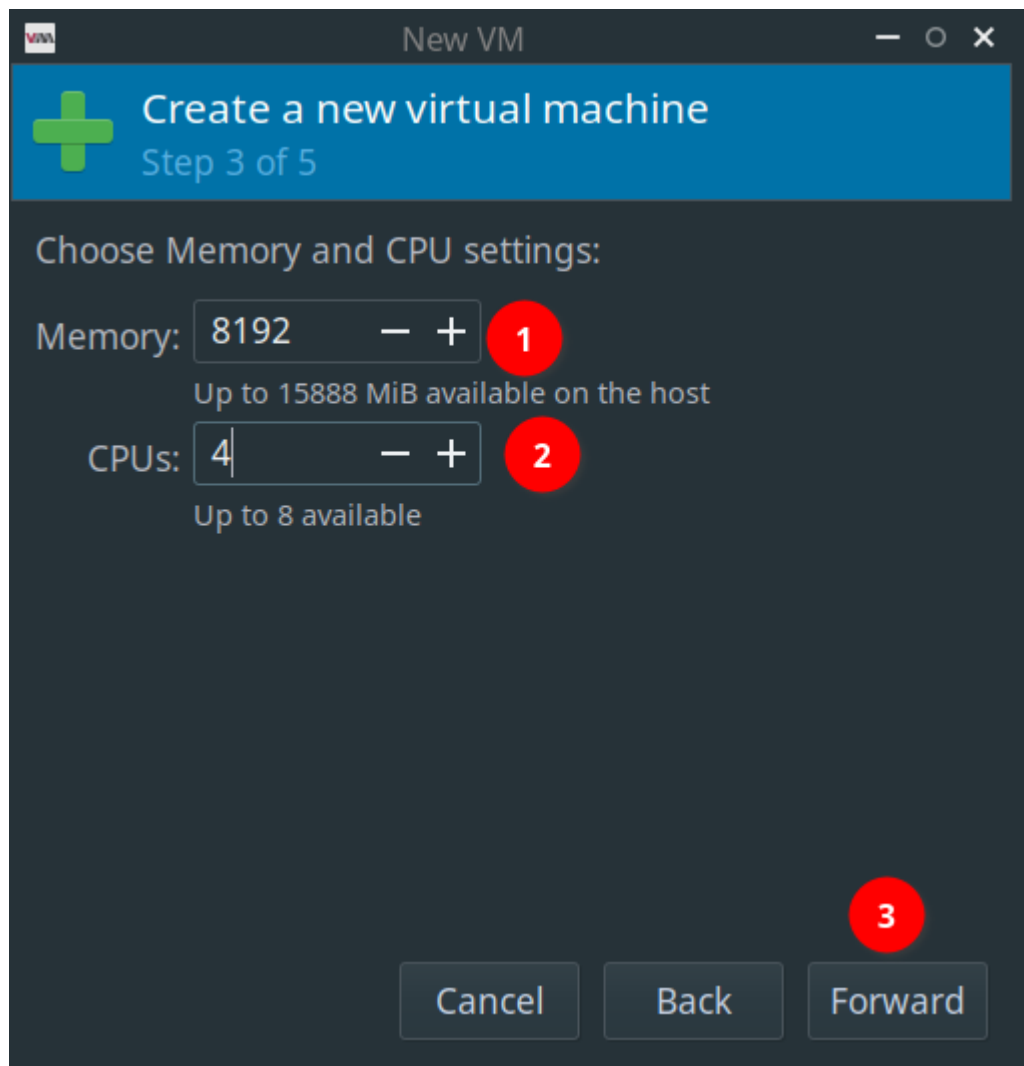 New VM
Create a new virtual machine
Step 3 of 5
Choose Memory and CPU settings:
Memory: 8192 − + 1
Up to 15888 MiB available on the host
CPUs: 4 − + 2
Up to 8 available
3
Cancel Back Forward